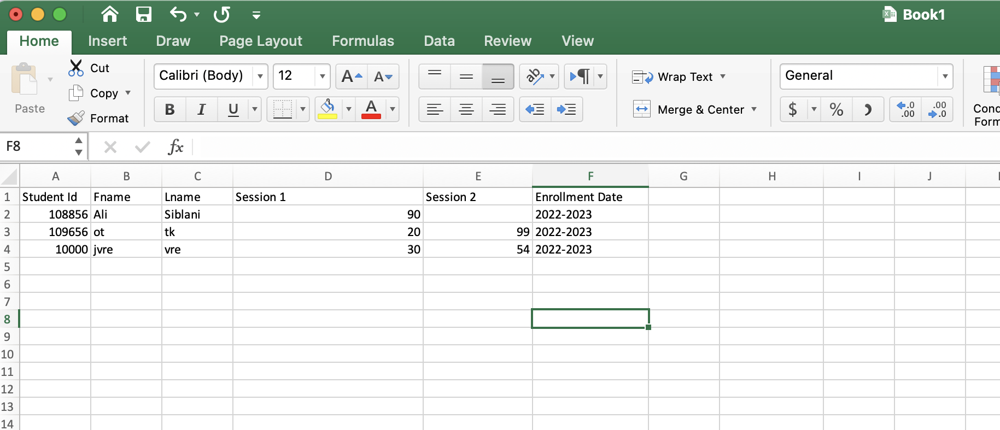 Book1
Home Insert Draw Page Layout Formulas Data Review View
Paste
Cut
Copy
Format
Calibri (Body) 12 A A
B I U A
ab
Wrap Text
Merge & Center
General
$ % .0 .00 .00 .0
Cond
Form
F8 fx
A B C D E F G H I J
1 Student Id Fname Lname Session 1 Session 2 Enrollment Date
2 108856 Ali Siblani 90 2022-2023
3 109656 ot tk 20 99 2022-2023
4 10000 jvre vre 30 54 2022-2023
5
6
7
8
9
10
11
12
13
14